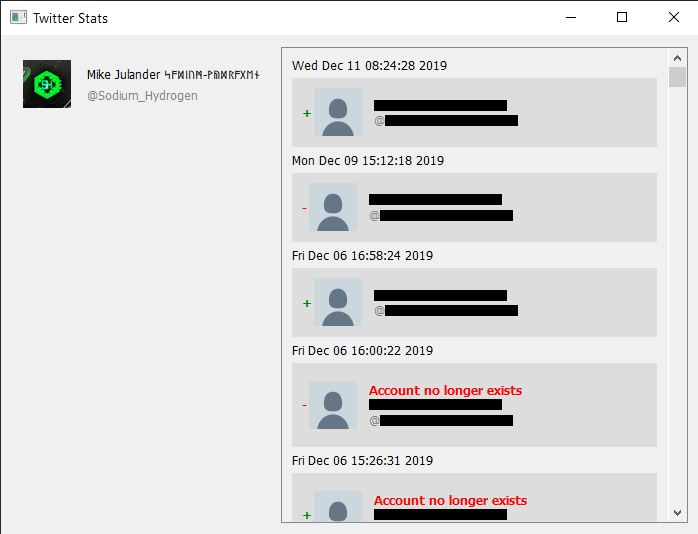 Twitter Stats
Mike Julander
@Sodium_Hydrogen
Wed Dec 11 08:24:28 2019
+
@
Mon Dec 09 15:12:18 2019
-
@
Fri Dec 06 16:58:24 2019
+
@
Fri Dec 06 16:00:22 2019
Account no longer exists
-
@
Fri Dec 06 15:26:31 2019
Account no longer exists
+